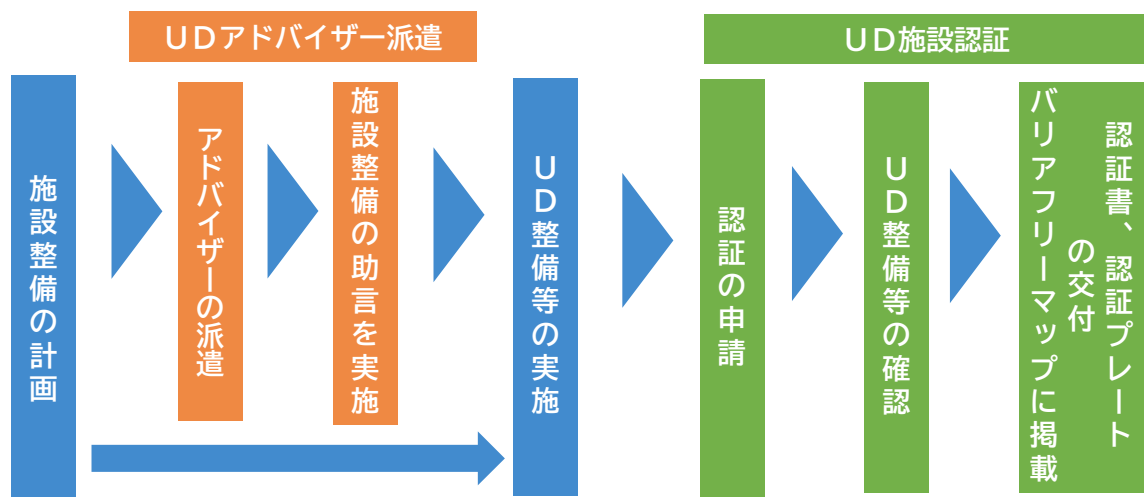 UDアドバイザー派遣
UD施設認証
施設整備の計画
アドバイザーの派遣
施設整備の助言を実施
UD整備等の実施
認証の申請
UD整備等の確認
認証書、認証プレート
の交付
バリアフリーマップに掲載